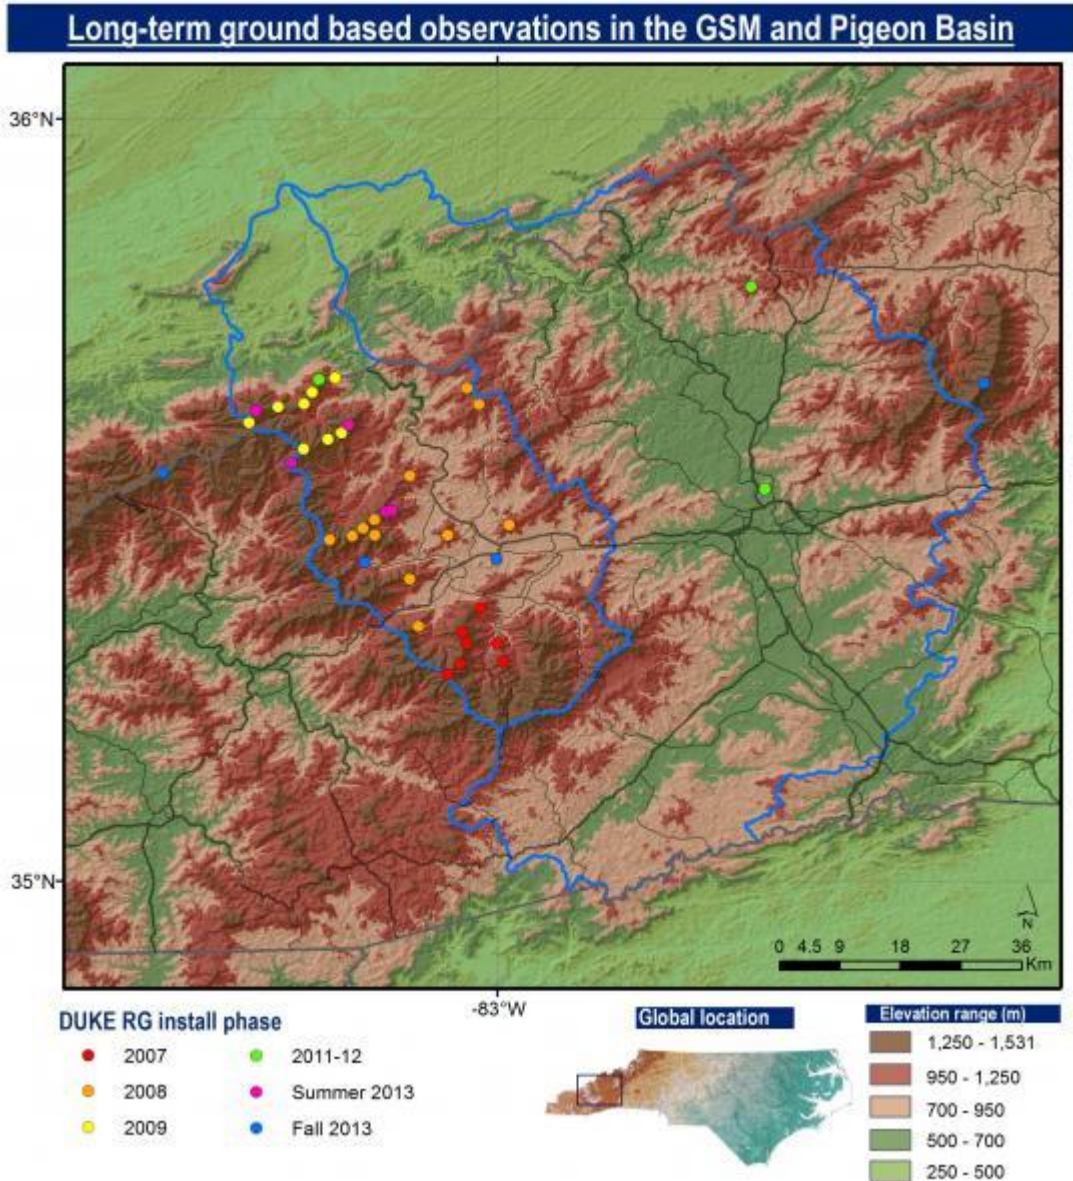 Long-term ground based observations in the GSM and Pigeon Basin
36°N
35°N
N
0 4.5 9 18 27 36
Km
-83°W
DUKE RG install phase
2007
2008
2009
2011-12
Summer 2013
Fall 2013
Global location
Elevation range (m)
1,250 - 1,531
950 - 1,250
700 - 950
500 - 700
250 - 500